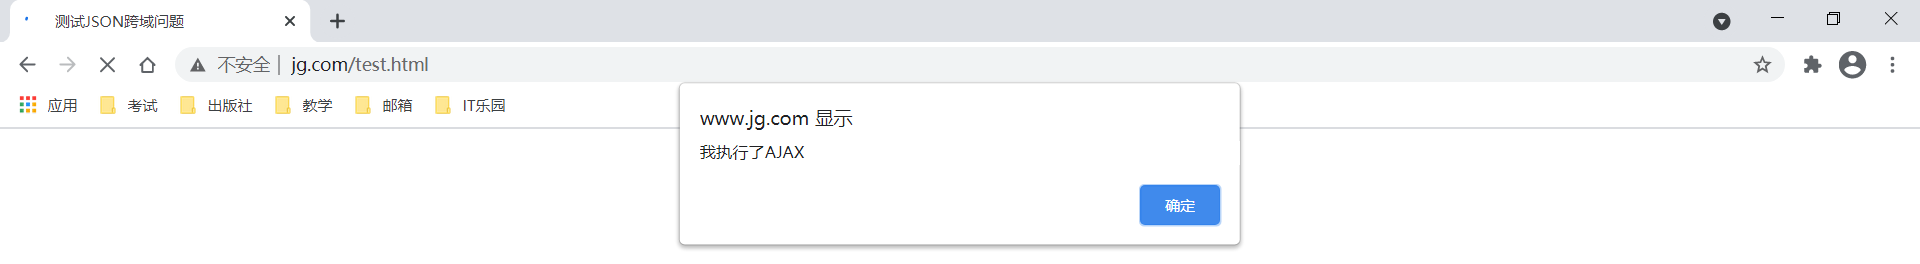 测试JSON跨域问题
不安全 | jg.com/test.html
应用 考试 出版社 教学 邮箱 IT乐园
www.jg.com 显示
我执行了AJAX
确定